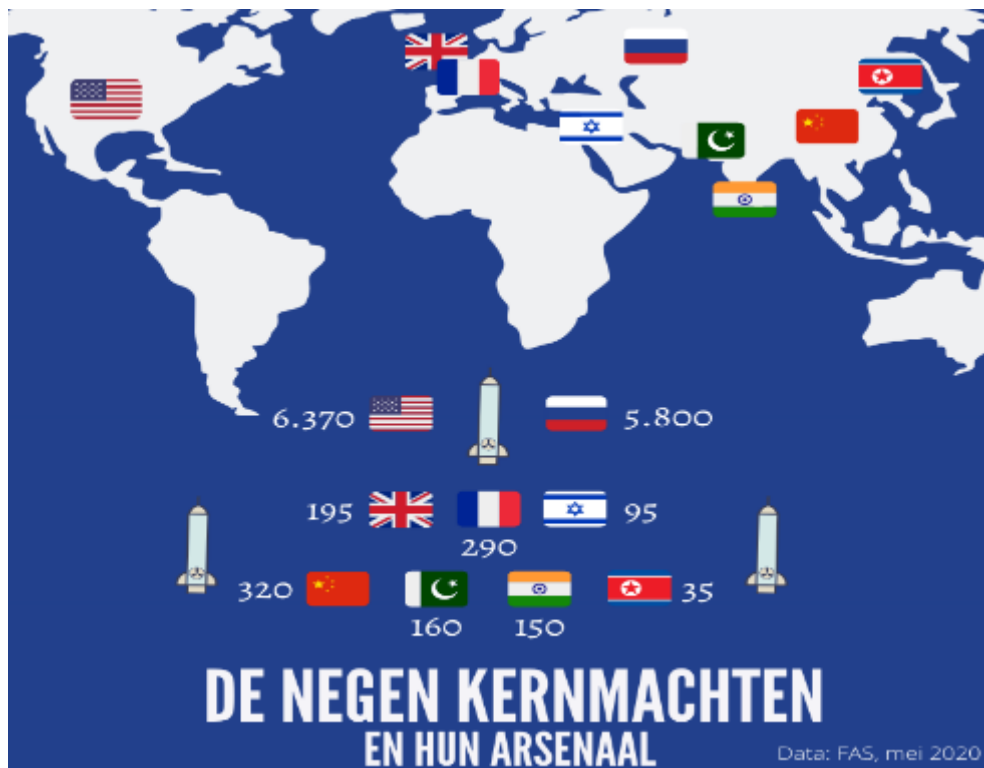 6.370 5.800
195 95
290
320 35
160 150
DE NEGEN KERNMACHTEN
EN HUN ARSENAAL
Data: FAS, mei 2020